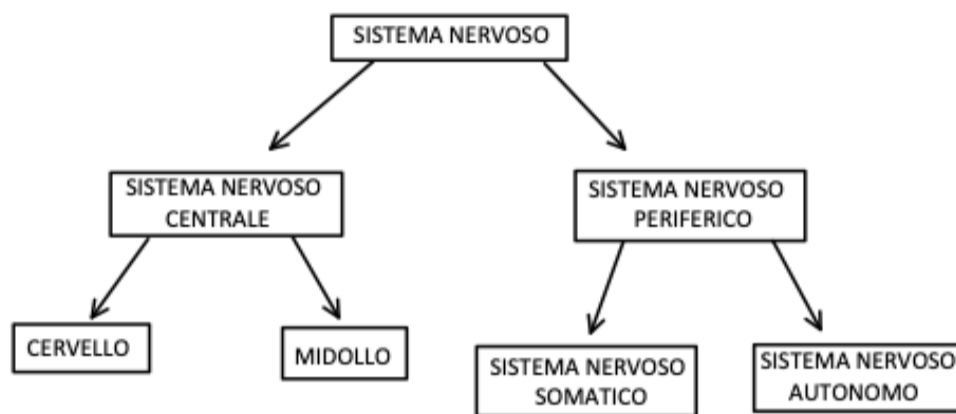 SISTEMA NERVOSO
SISTEMA NERVOSO
CENTRALE
SISTEMA NERVOSO
PERIFERICO
CERVELLO
MIDOLLO
SISTEMA NERVOSO
SOMATICO
SISTEMA NERVOSO
AUTONOMO